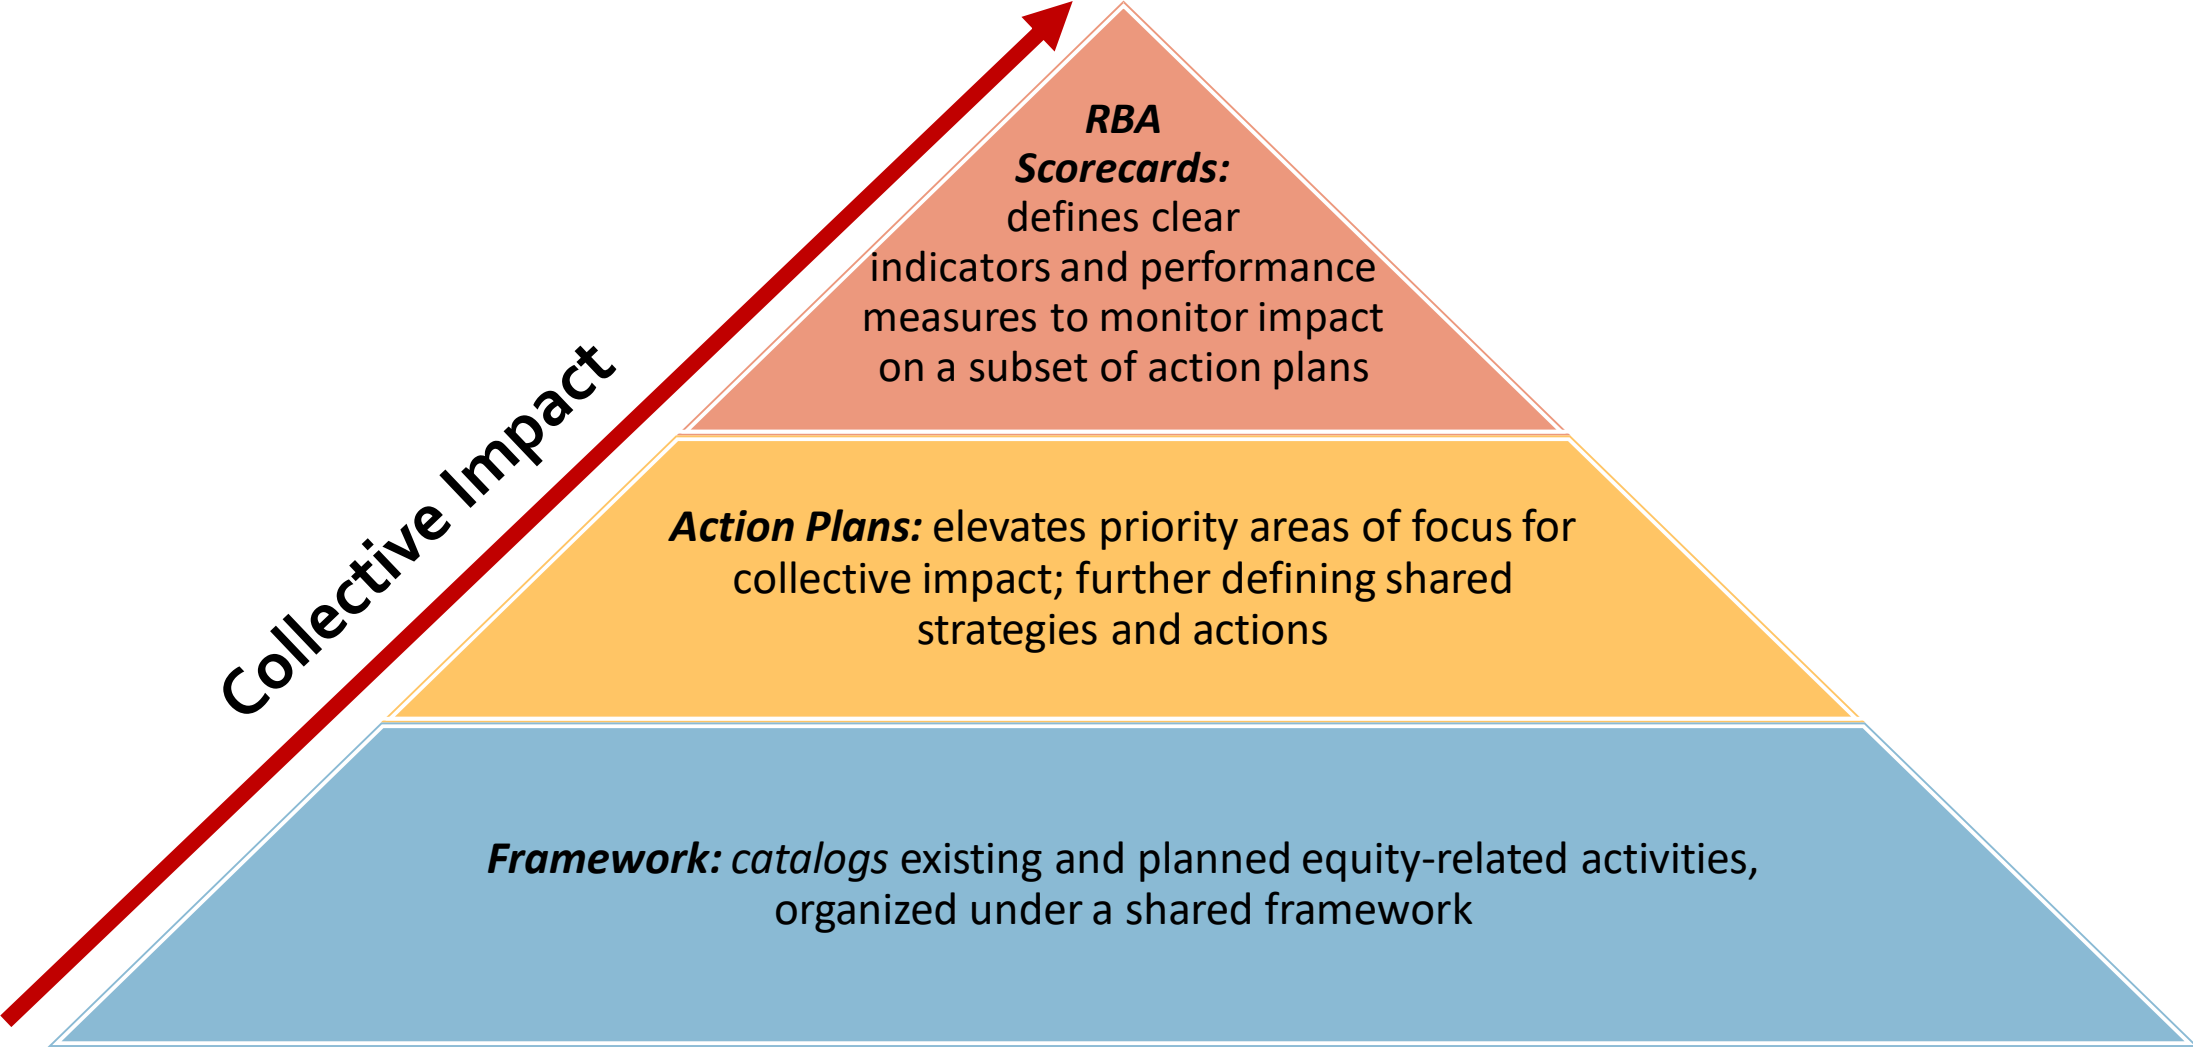 RBA
Scorecards:
defines clear
indicators and performance
measures to monitor impact
on a subset of action plans
Collective Impact
Action Plans: elevates priority areas of focus for
collective impact; further defining shared
strategies and actions
Framework: catalogs existing and planned equity-related activities,
organized under a shared framework